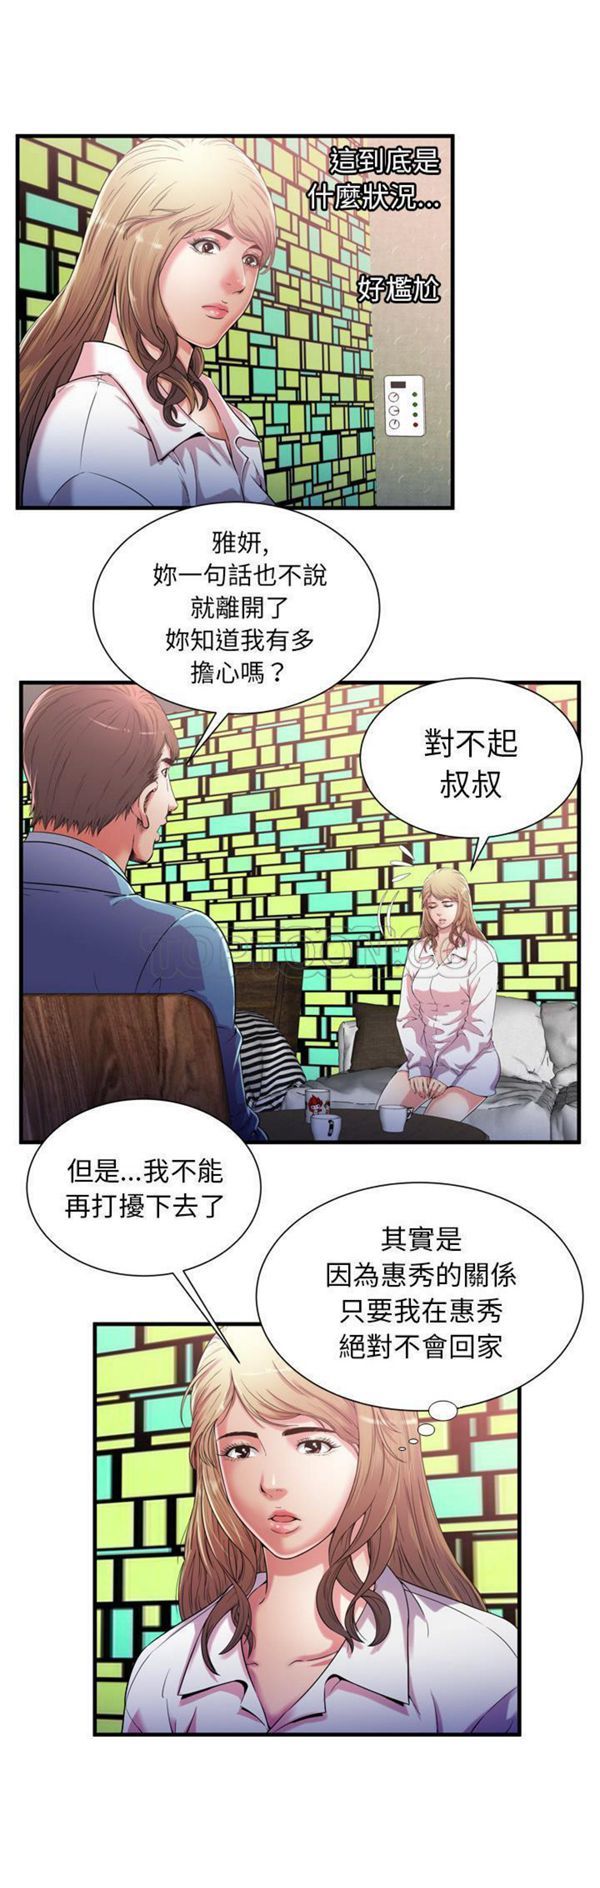 這到底是
什麼狀況...
好尷尬
雅妍,
妳一句話也不說
就離開了
妳知道我有多
擔心嗎？
對不起
叔叔
TOPTOON.COM
但是...我不能
再打擾下去了
其實是
因為惠秀的關係
只要我在惠秀
絕對不會回家